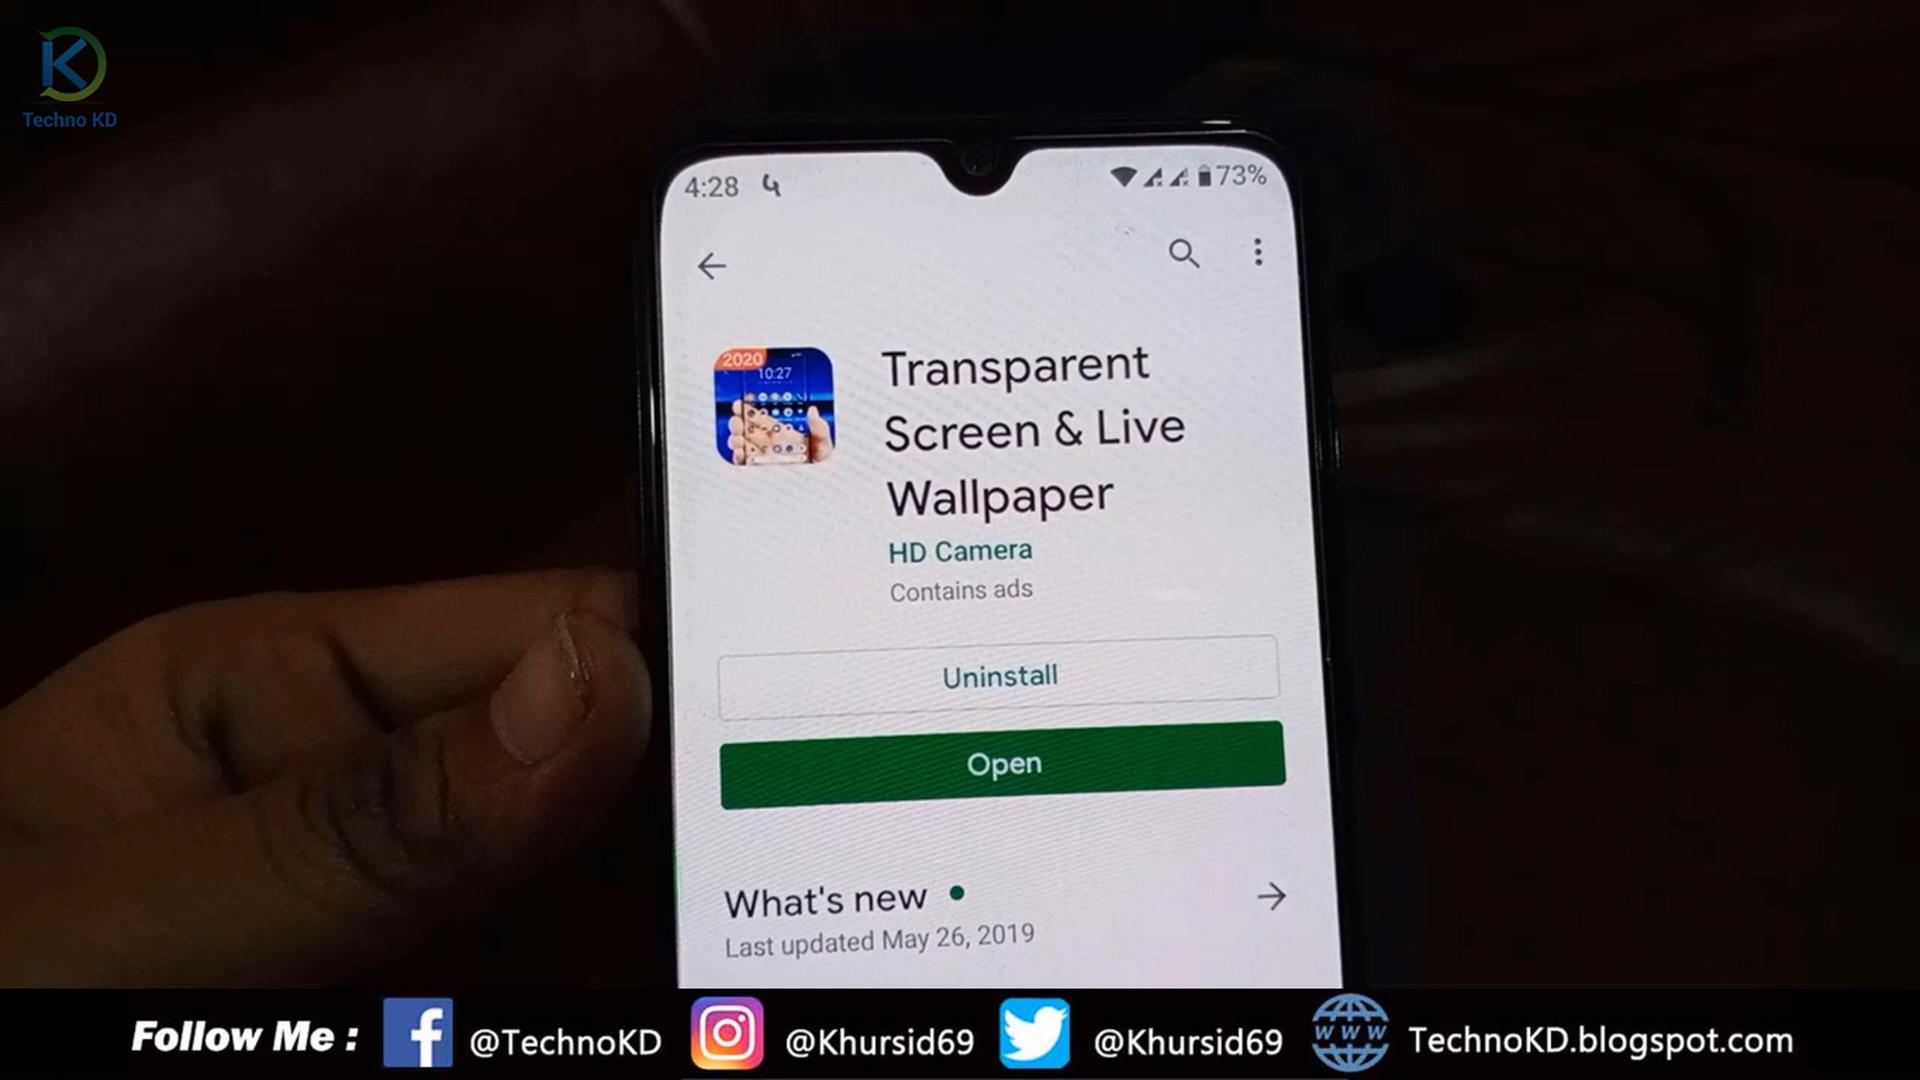 Techno KD
4:28
73%
2020
10:27
Transparent
Screen & Live
Wallpaper
HD Camera
Contains ads
Uninstall
Open
What's new
Last updated May 26, 2019
Follow Me : @TechnoKD @Khursid69 @Khursid69 WWW TechnoKD.blogspot.com